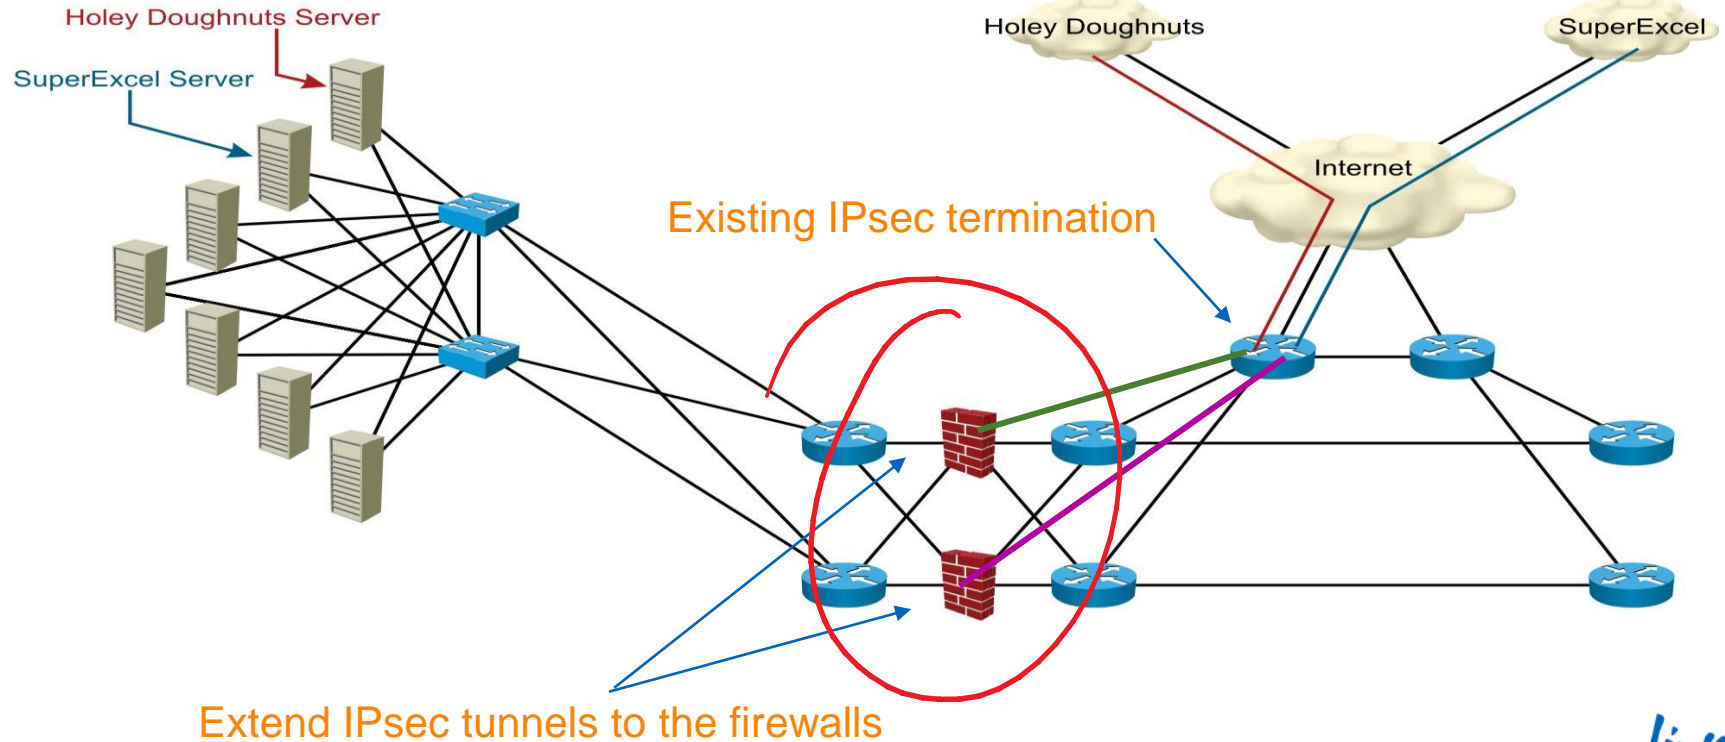 Holey Doughnuts Server
SuperExcel Server
Holey Doughnuts
SuperExcel
Internet
Existing IPsec termination
Extend IPsec tunnels to the firewalls